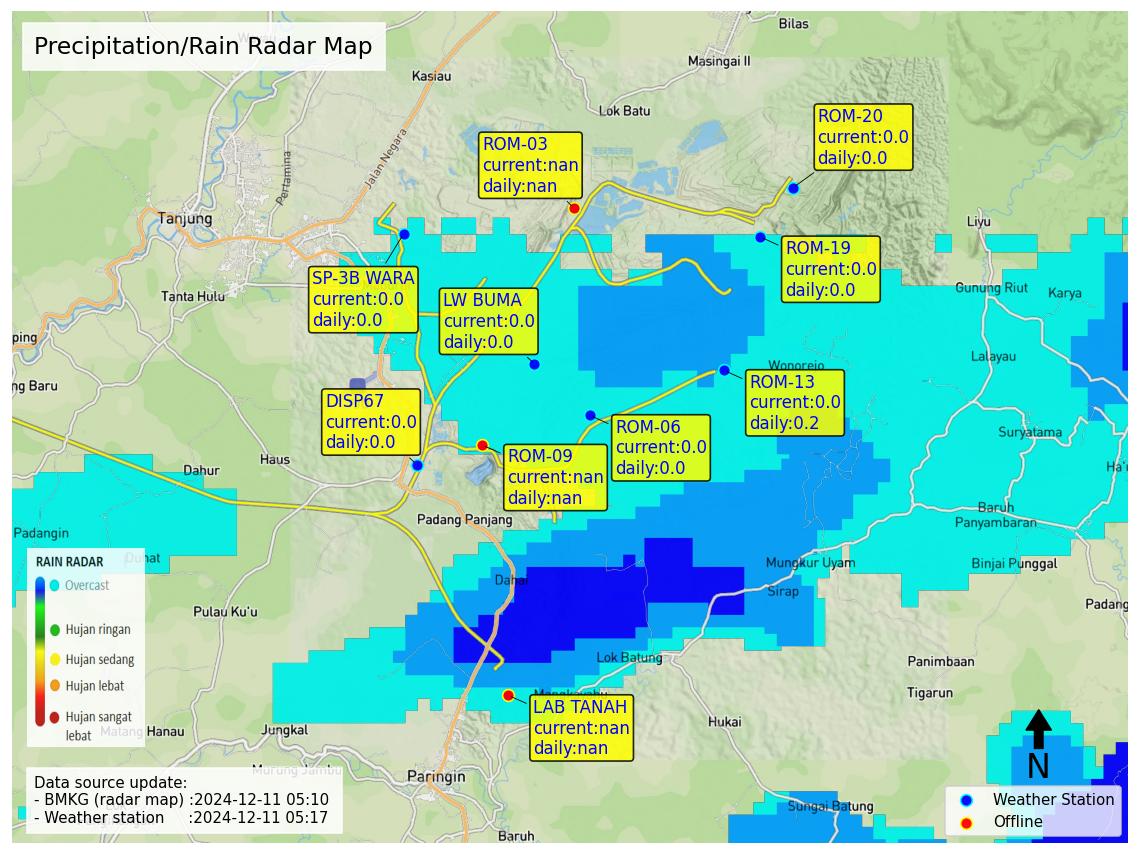 Precipitation/Rain Radar Map
Bilas
Masingai II
Kasiau
Lok Batu
Jalan Negara
Pertamina
Tanjung
Tanta Hulu
Liyu
Gunung Riut
Karya
Lalayau
Wonorejo
Suryatama
Baruh
Panyambaran
Binjai Punggal
Mungkur Uyam
Sirap
Panimbaan
Tigarun
Hukai
Lok Batung
Sungai Batung
Padang Panjang
Haus
Dahur
Padangin
Pulau Ku'u
Jungkal
Paringin
Baruh
ROM-20
current:0.0
daily:0.0
ROM-03
current:nan
daily:nan
ROM-19
current:0.0
daily:0.0
SP-3B WARA
current:0.0
daily:0.0
LW BUMA
current:0.0
daily:0.0
ROM-13
current:0.0
daily:0.2
DISP67
current:0.0
daily:0.0
ROM-06
current:0.0
daily:0.0
ROM-09
current:nan
daily:nan
LAB TANAH
current:nan
daily:nan
ping
ng Baru
Ha'u
Padang
Dahai
RAIN RADAR
Overcast
Hujan ringan
Hujan sedang
Hujan lebat
Hujan sangat
lebat
Matang Hanau
Murung Jambu
Data source update:
- BMKG (radar map) :2024-12-11 05:10
- Weather station :2024-12-11 05:17
N
Weather Station
Offline